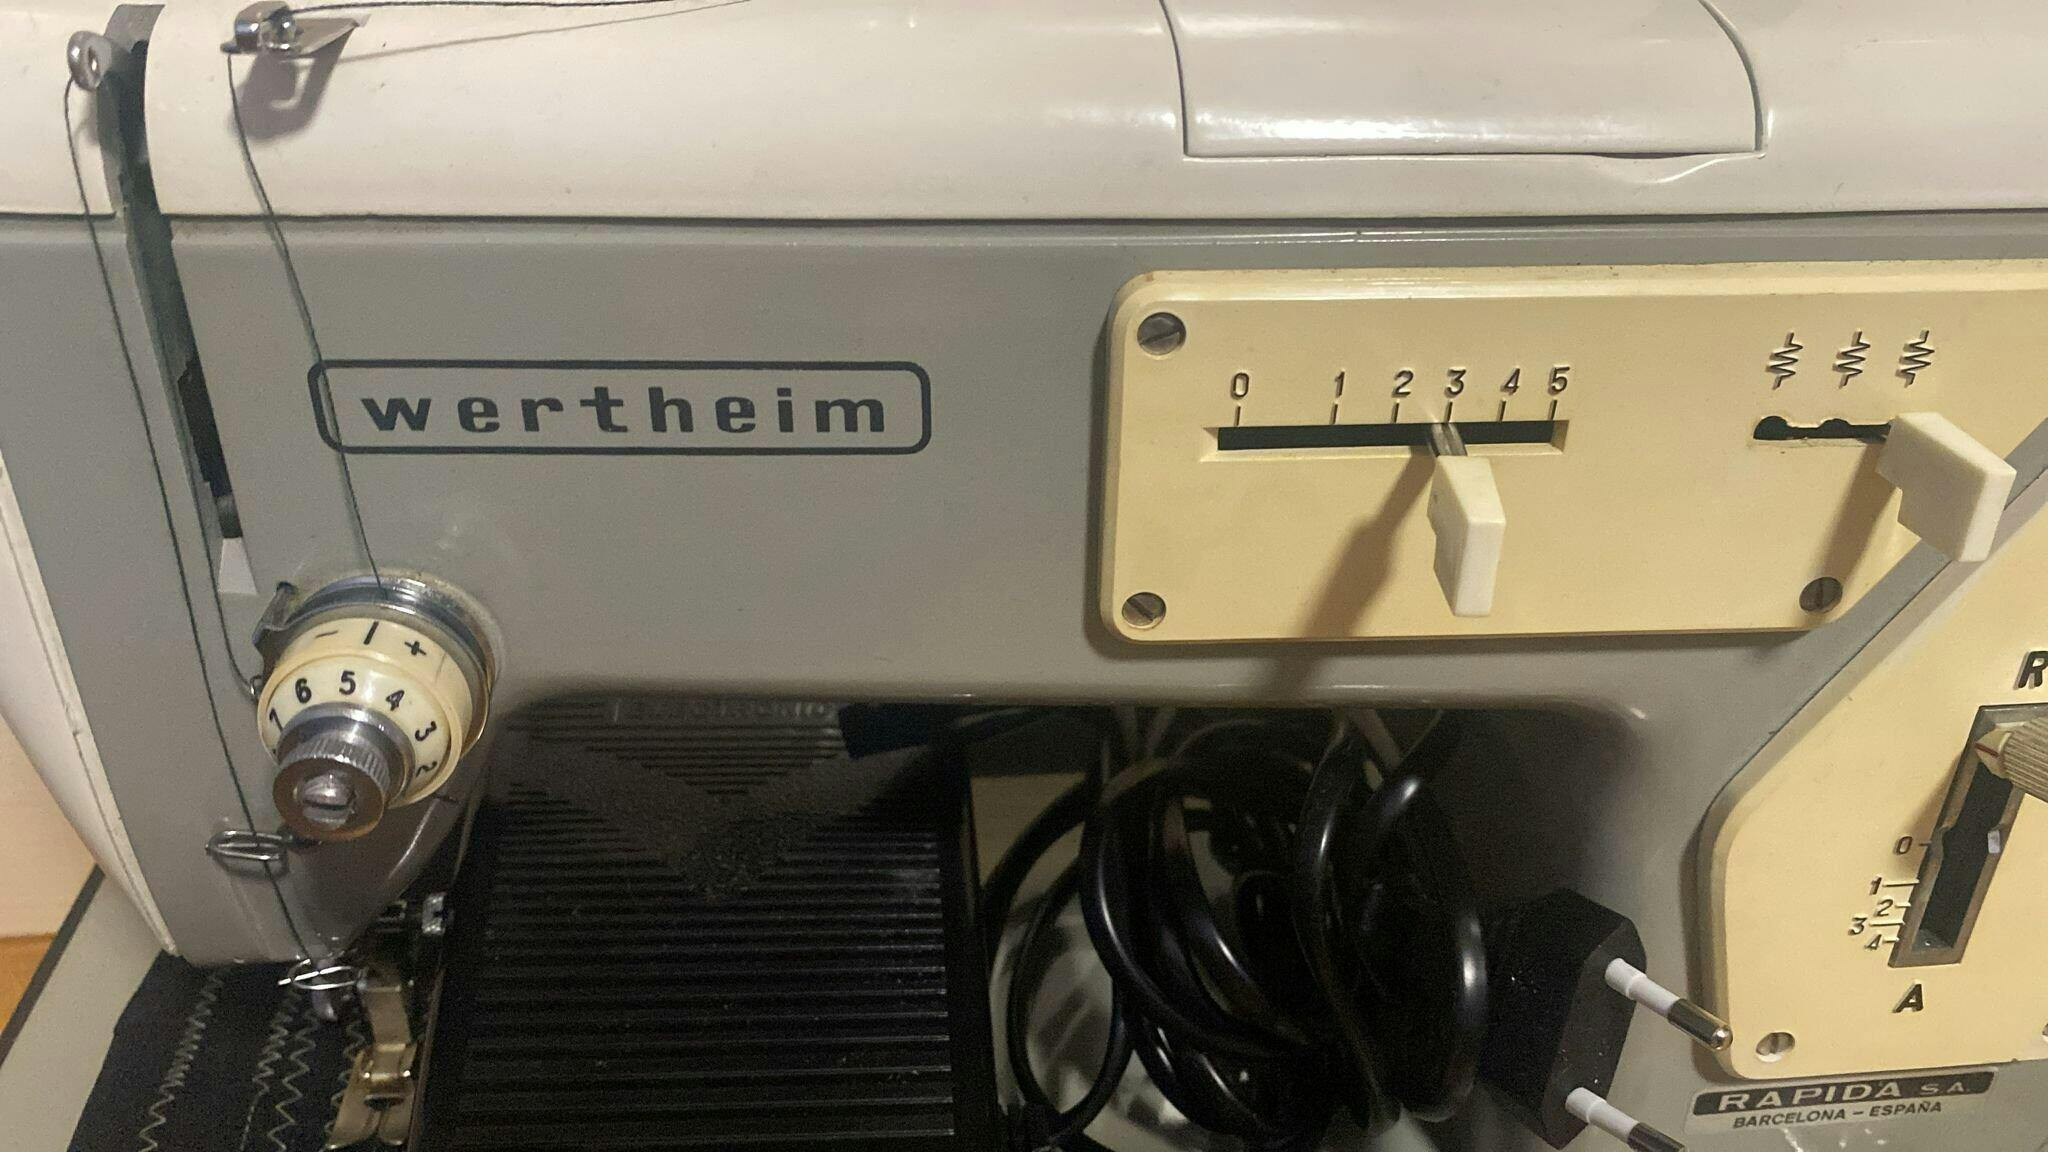 wertheim
0 1 2 3 4 5
- | +
7 6 5 4 3 2
R
0
1
2
3
4
A
RAPIDA S.A.
BARCELONA - ESPAÑA